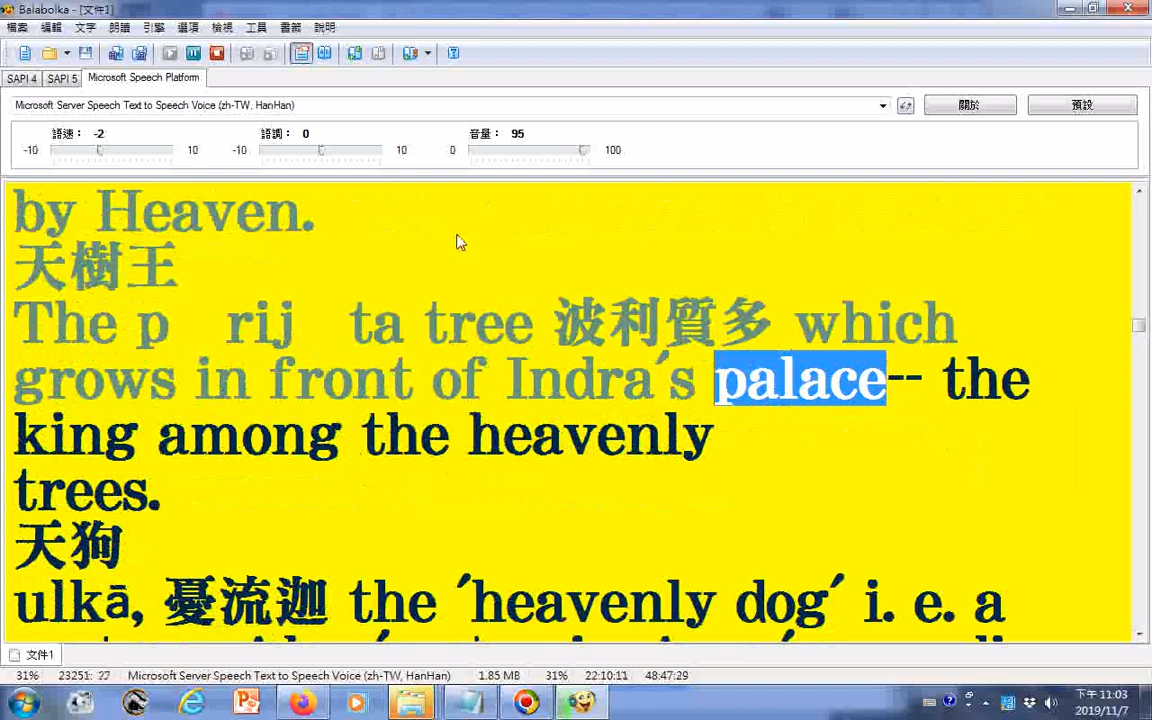 Balabolka - [文件1]
檔案 編輯 文字 朗讀 引擎 選項 檢視 工具 書籤 說明
SAPI 4 SAPI 5 Microsoft Speech Platform
Microsoft Server Speech Text to Speech Voice (zh-TW, HanHan) 關於 預設
語速： -2 語調： 0 音量： 95
-10 10 -10 10 0 100
by Heaven.
天樹王
The p rij ta tree 波利質多 which
grows in front of Indra's palace-- the
king among the heavenly
trees.
天狗
ulkā, 憂流迦 the 'heavenly dog' i. e. a
文件1
31% 23251: 27 Microsoft Server Speech Text to Speech Voice (zh-TW, HanHan) 1.85 MB 31% 22:10:11 48:47:29
下午 11:03
2019/11/7